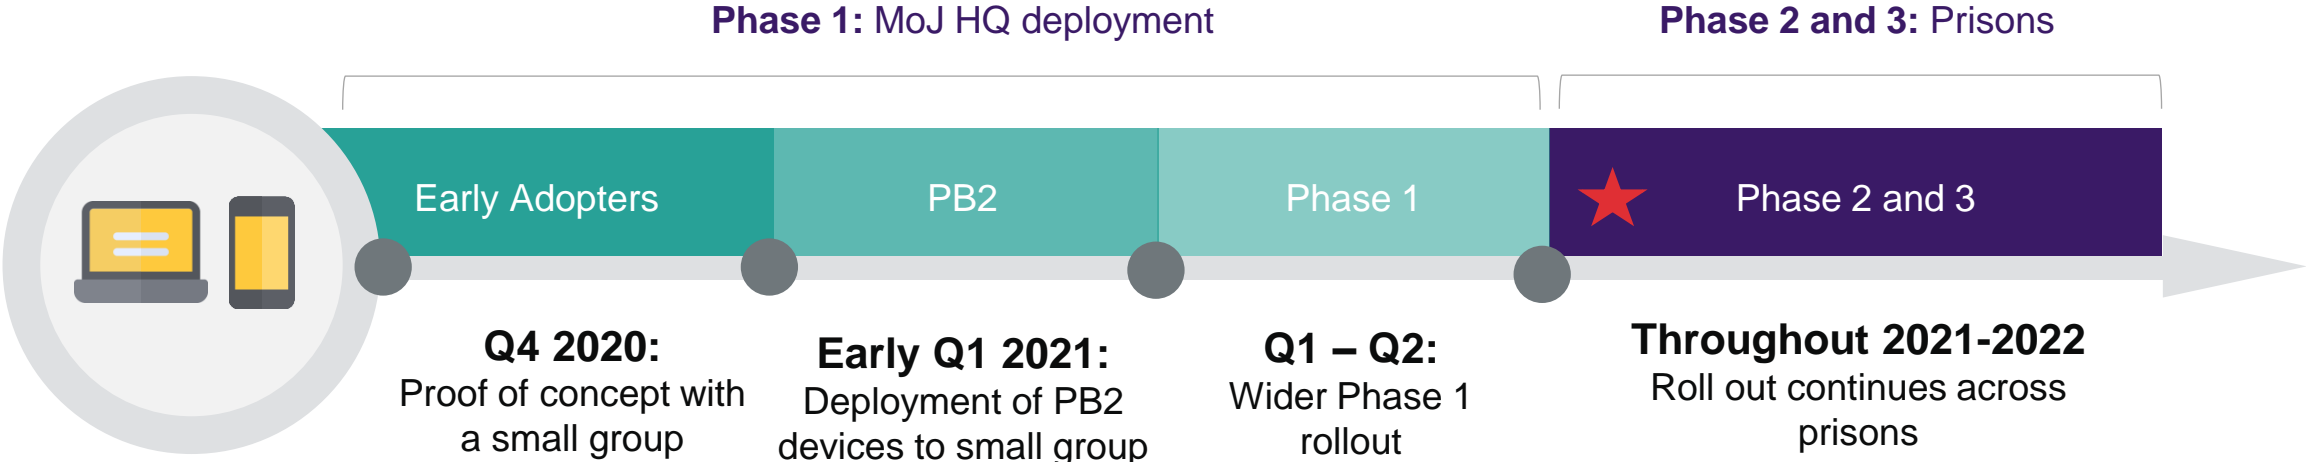 Phase 1: MoJ HQ deployment
Phase 2 and 3: Prisons
Early Adopters
PB2
Phase 1
Phase 2 and 3
Q4 2020:
Proof of concept with
a small group
Early Q1 2021:
Deployment of PB2
devices to small group
Q1 – Q2:
Wider Phase 1
rollout
Throughout 2021-2022
Roll out continues across
prisons